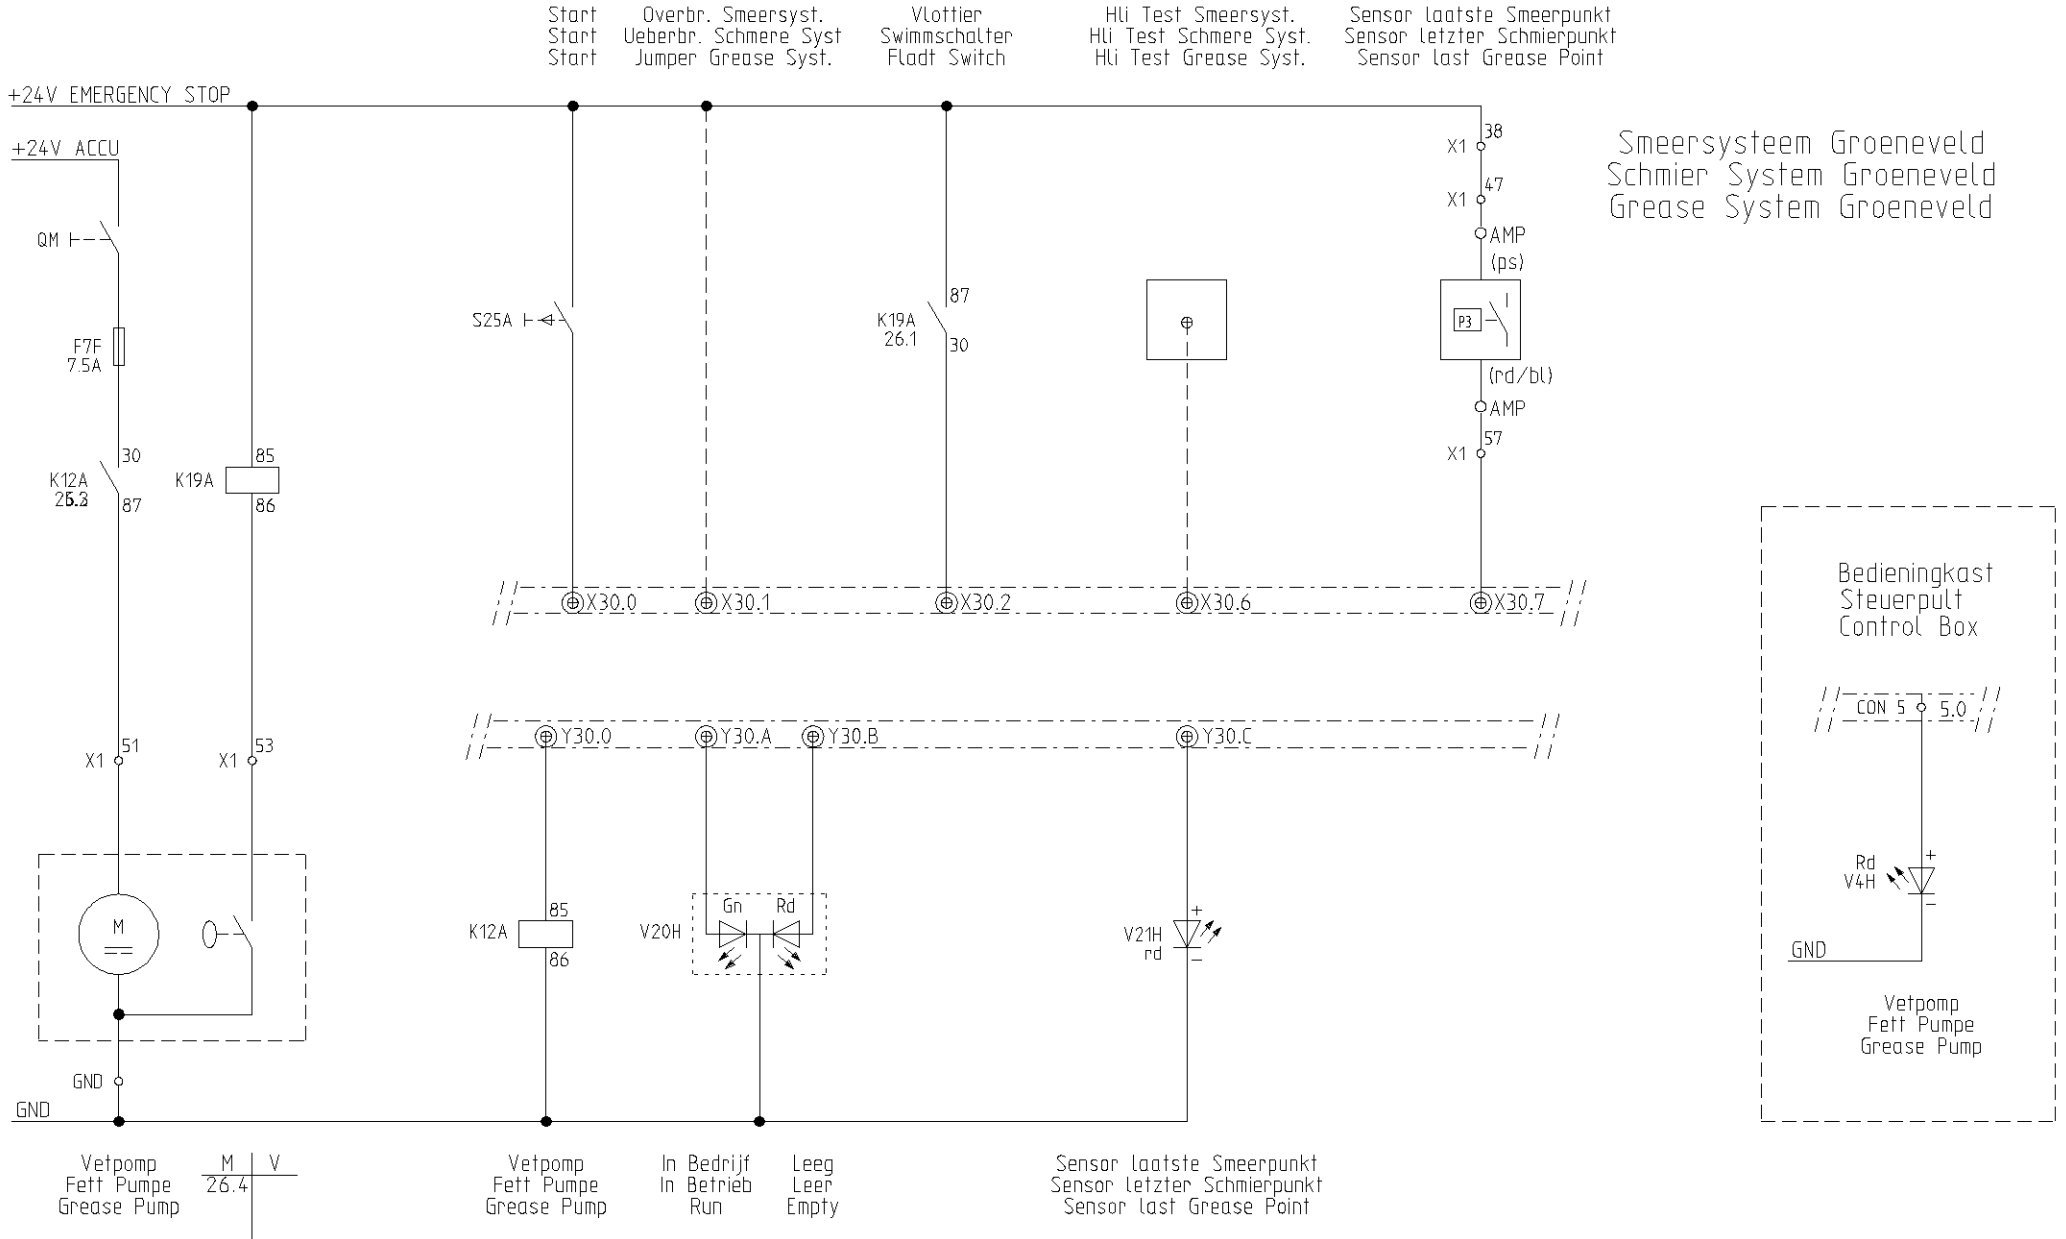 Start
Start
Start
Overbr. Smeersyst.
Ueberbr. Schmere Syst
Jumper Grease Syst.
Vlottier
Swimmschalter
Fladt Switch
Hli Test Smeersyst.
Hli Test Schmere Syst.
Hli Test Grease Syst.
Sensor laatste Smeerpunkt
Sensor letzter Schmierpunkt
Sensor last Grease Point
+24V EMERGENCY STOP
+24V ACCU
Smeersysteem Groeneveld
Schmier System Groeneveld
Grease System Groeneveld
38
X1
47
X1
AMP
(ps)
QM
S25A
87
K19A
26.1
30
P3
F7F
7.5A
(rd/bl)
AMP
57
X1
30
K12A
87
85
K19A
86
X30.0
X30.1
X30.2
X30.6
X30.7
Bedieningkast
Steuerpult
Control Box
CON 5
5.0
Y30.0
Y30.A
Y30.B
Y30.C
51
X1
53
X1
M
85
K12A
86
Gn
Rd
V20H
+
V21H
rd
-
+
Rd
V4H
-
GND
Vetpomp
Fett Pumpe
Grease Pump
GND
GND
Vetpomp
Fett Pumpe
Grease Pump
M
V
26.4
Vetpomp
Fett Pumpe
Grease Pump
In Bedrijf
In Betrieb
Run
Leeg
Leer
Empty
Sensor laatste Smeerpunkt
Sensor letzter Schmierpunkt
Sensor last Grease Point